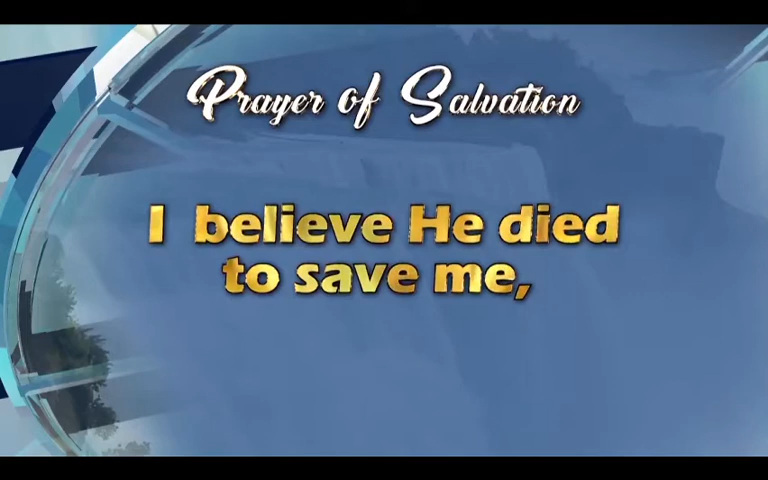 Prayer of Salvation
I believe He died
to save me,